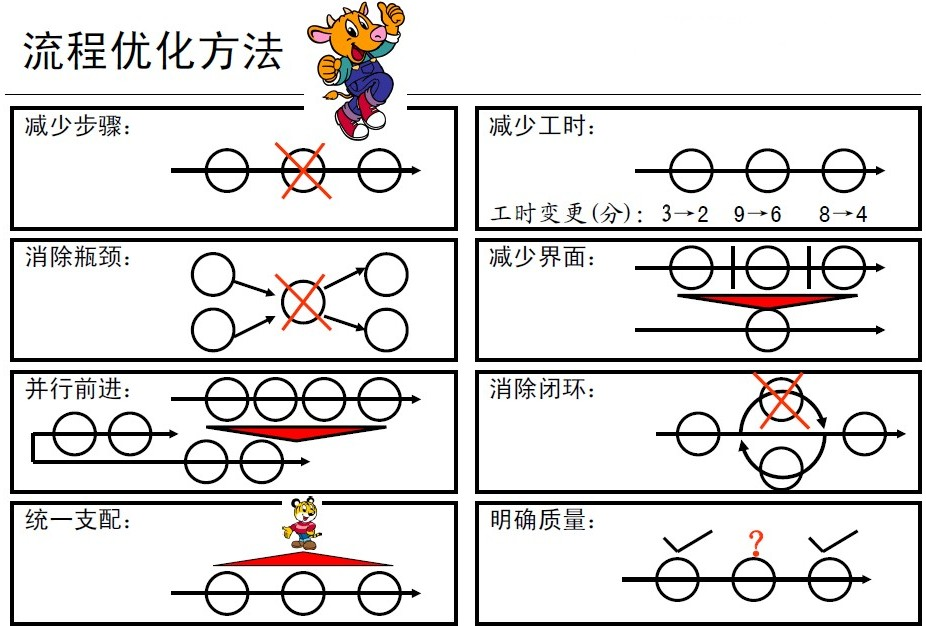 流程优化方法
减少步骤：
减少工时：
工时变更(分)： 3→2 9→6 8→4
消除瓶颈：
减少界面：
并行前进：
消除闭环：
统一支配：
明确质量：
?